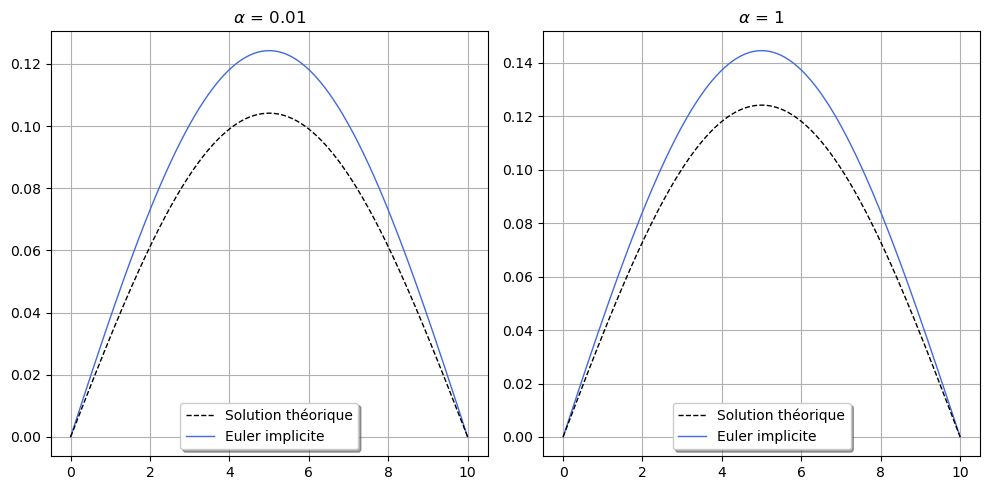 α = 0.01
0.12
0.10
0.08
0.06
0.04
0.02
0.00
0 2 4 6 8 10
Solution théorique
Euler implicite
α = 1
0.14
0.12
0.10
0.08
0.06
0.04
0.02
0.00
0 2 4 6 8 10
Solution théorique
Euler implicite